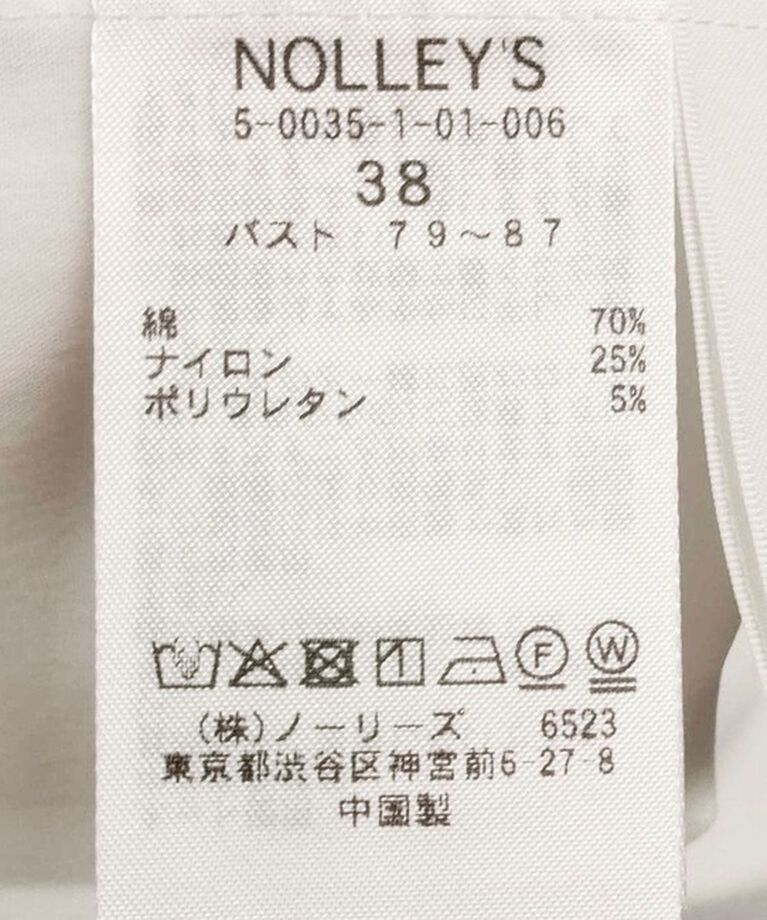 NOLLEY'S
5-0035-1-01-006
38
バスト 79~87
綿 70%
ナイロン 25%
ポリウレタン 5%
F W
(株)ノーリーズ 6523
東京都渋谷区神宮前6-27-8
中国製